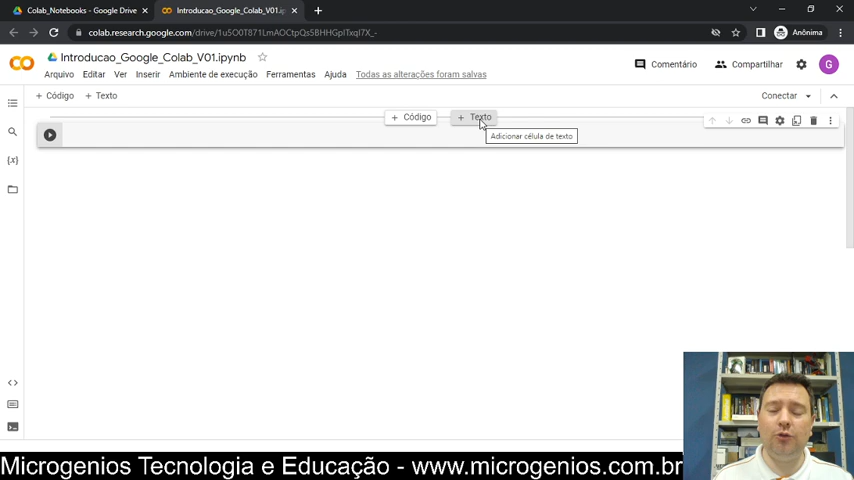 Colab_Notebooks - Google Drive
Introducao_Google_Colab_V01.ip
colab.research.google.com/drive/1u5O0T871LmAOCtpQs5BHHGpITxqI7X_-
Anônima
Introducao_Google_Colab_V01.ipynb
Arquivo Editar Ver Inserir Ambiente de execução Ferramentas Ajuda Todas as alterações foram salvas
Comentário
Compartilhar
G
+ Código + Texto
Conectar
+ Código + Texto
Adicionar célula de texto
Microgenios Tecnologia e Educação - www.microgenios.com.br